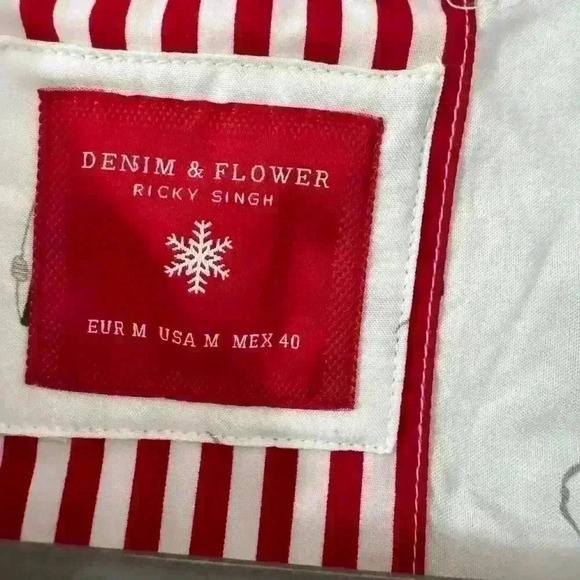 DENIM & FLOWER
RICKY SINGH
EUR M USA M MEX 40